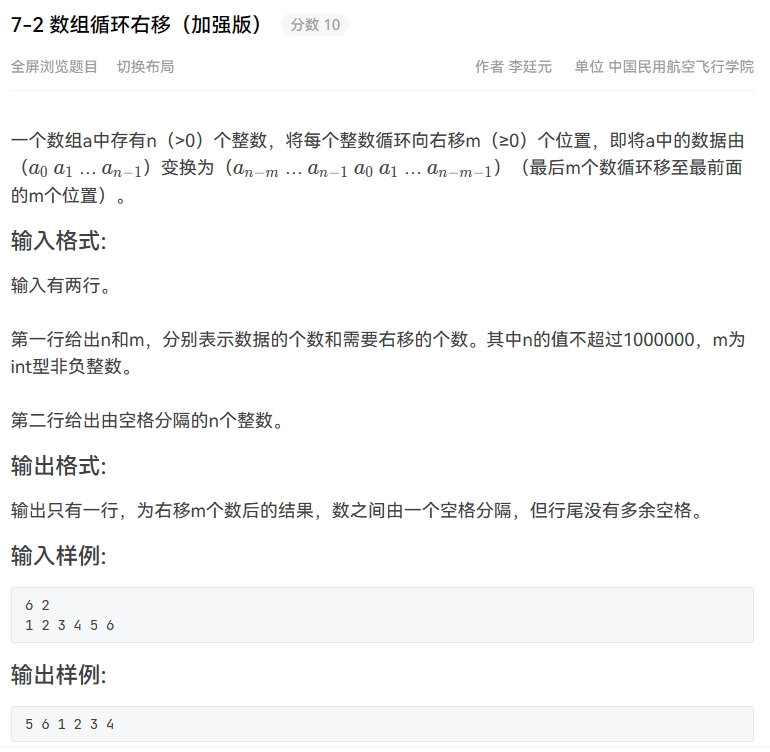 7-2 数组循环右移（加强版） 分数 10
全屏浏览题目 切换布局 作者 李廷元 单位 中国民用航空飞行学院
一个数组a中存有n（>0）个整数，将每个整数循环向右移m（≥0）个位置，即将a中的数据由
（a₀ a₁ … aₙ₋₁）变换为（aₙ₋ₘ … aₙ₋₁ a₀ a₁ … aₙ₋ₘ₋₁）（最后m个数循环移至最前面
的m个位置）。
输入格式:
输入有两行。
第一行给出n和m，分别表示数据的个数和需要右移的个数。其中n的值不超过1000000，m为
int型非负整数。
第二行给出由空格分隔的n个整数。
输出格式:
输出只有一行，为右移m个数后的结果，数之间由一个空格分隔，但行尾没有多余空格。
输入样例:
6 2
1 2 3 4 5 6
输出样例:
5 6 1 2 3 4